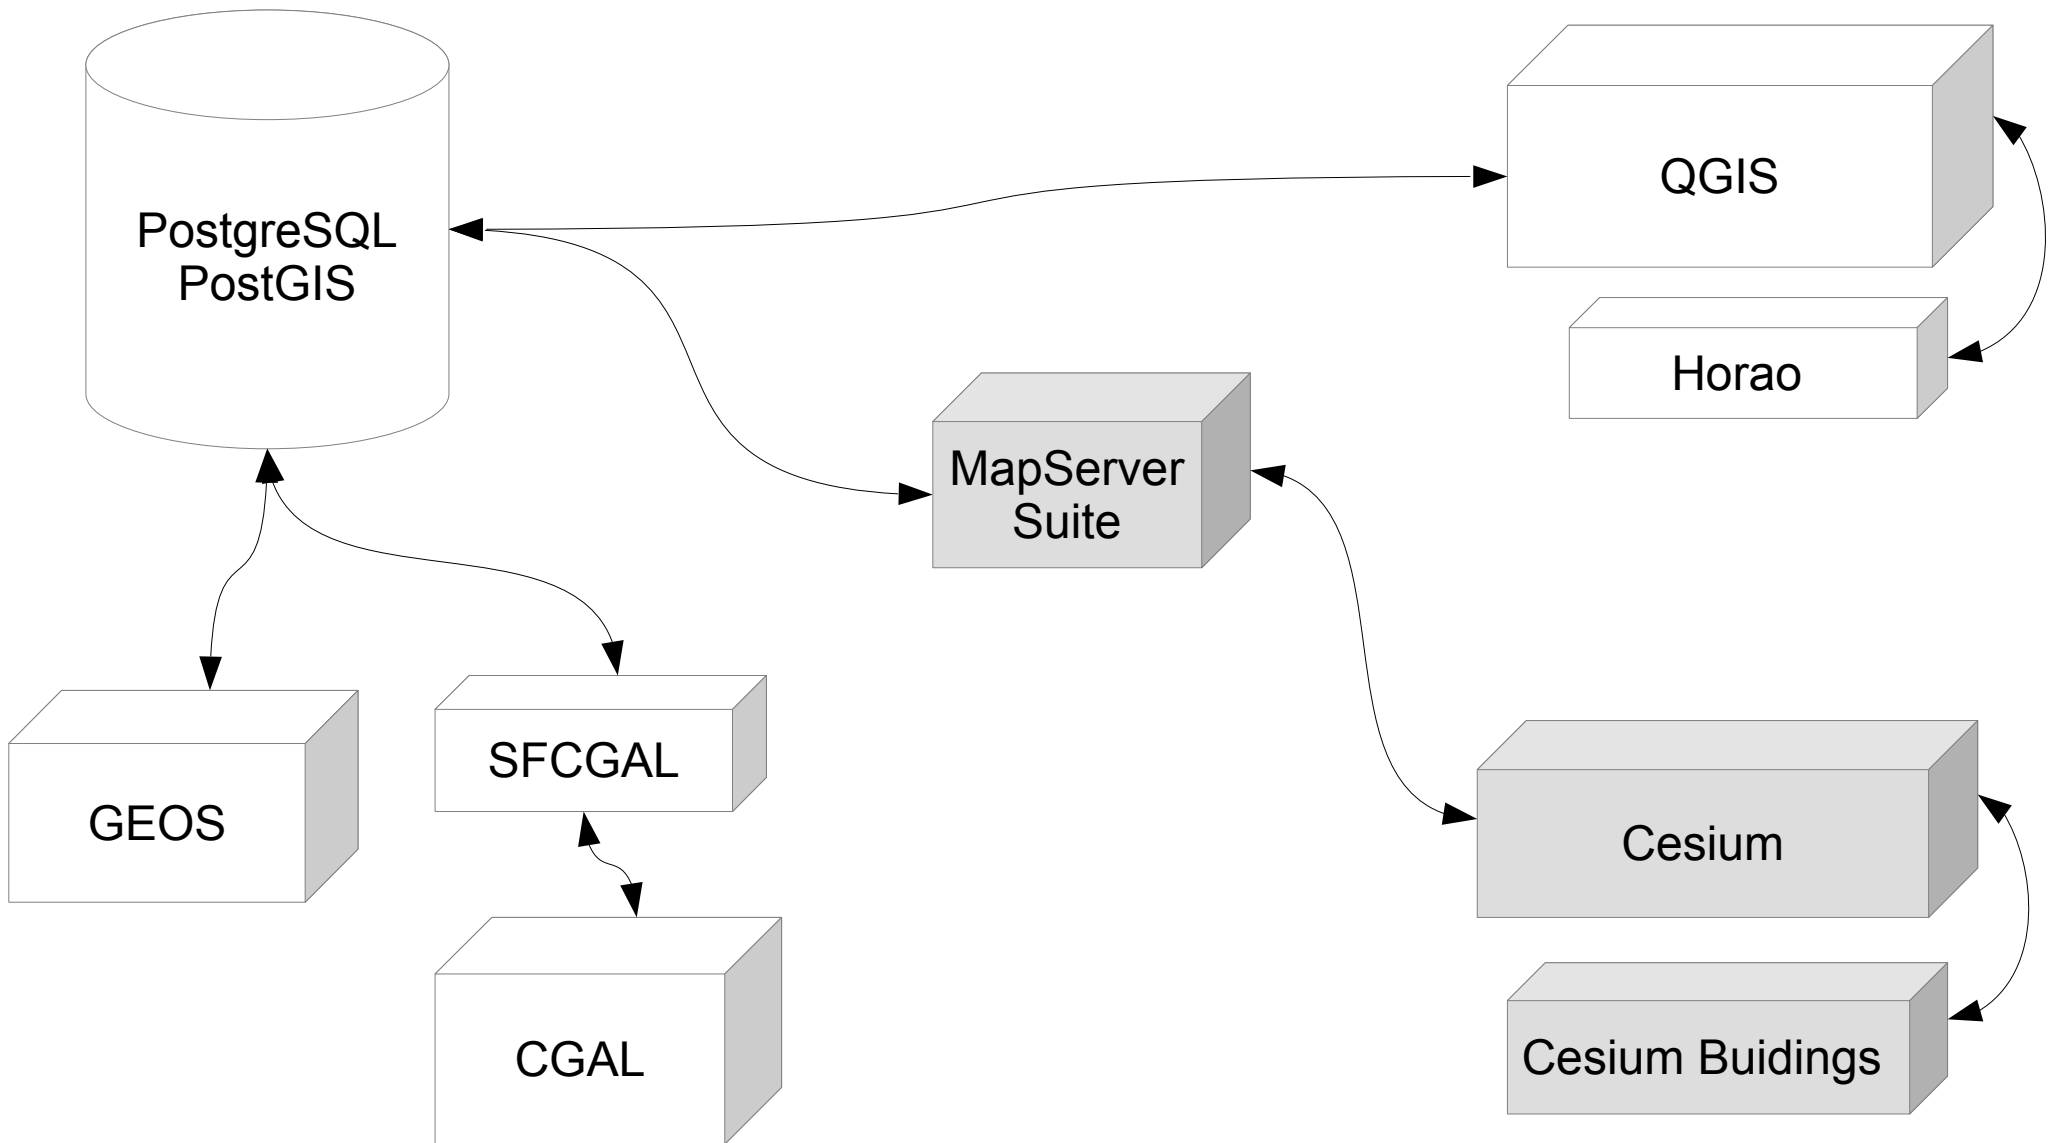 PostgreSQL
PostGIS
QGIS
Horao
MapServer
Suite
GEOS
SFCGAL
CGAL
Cesium
Cesium Buidings